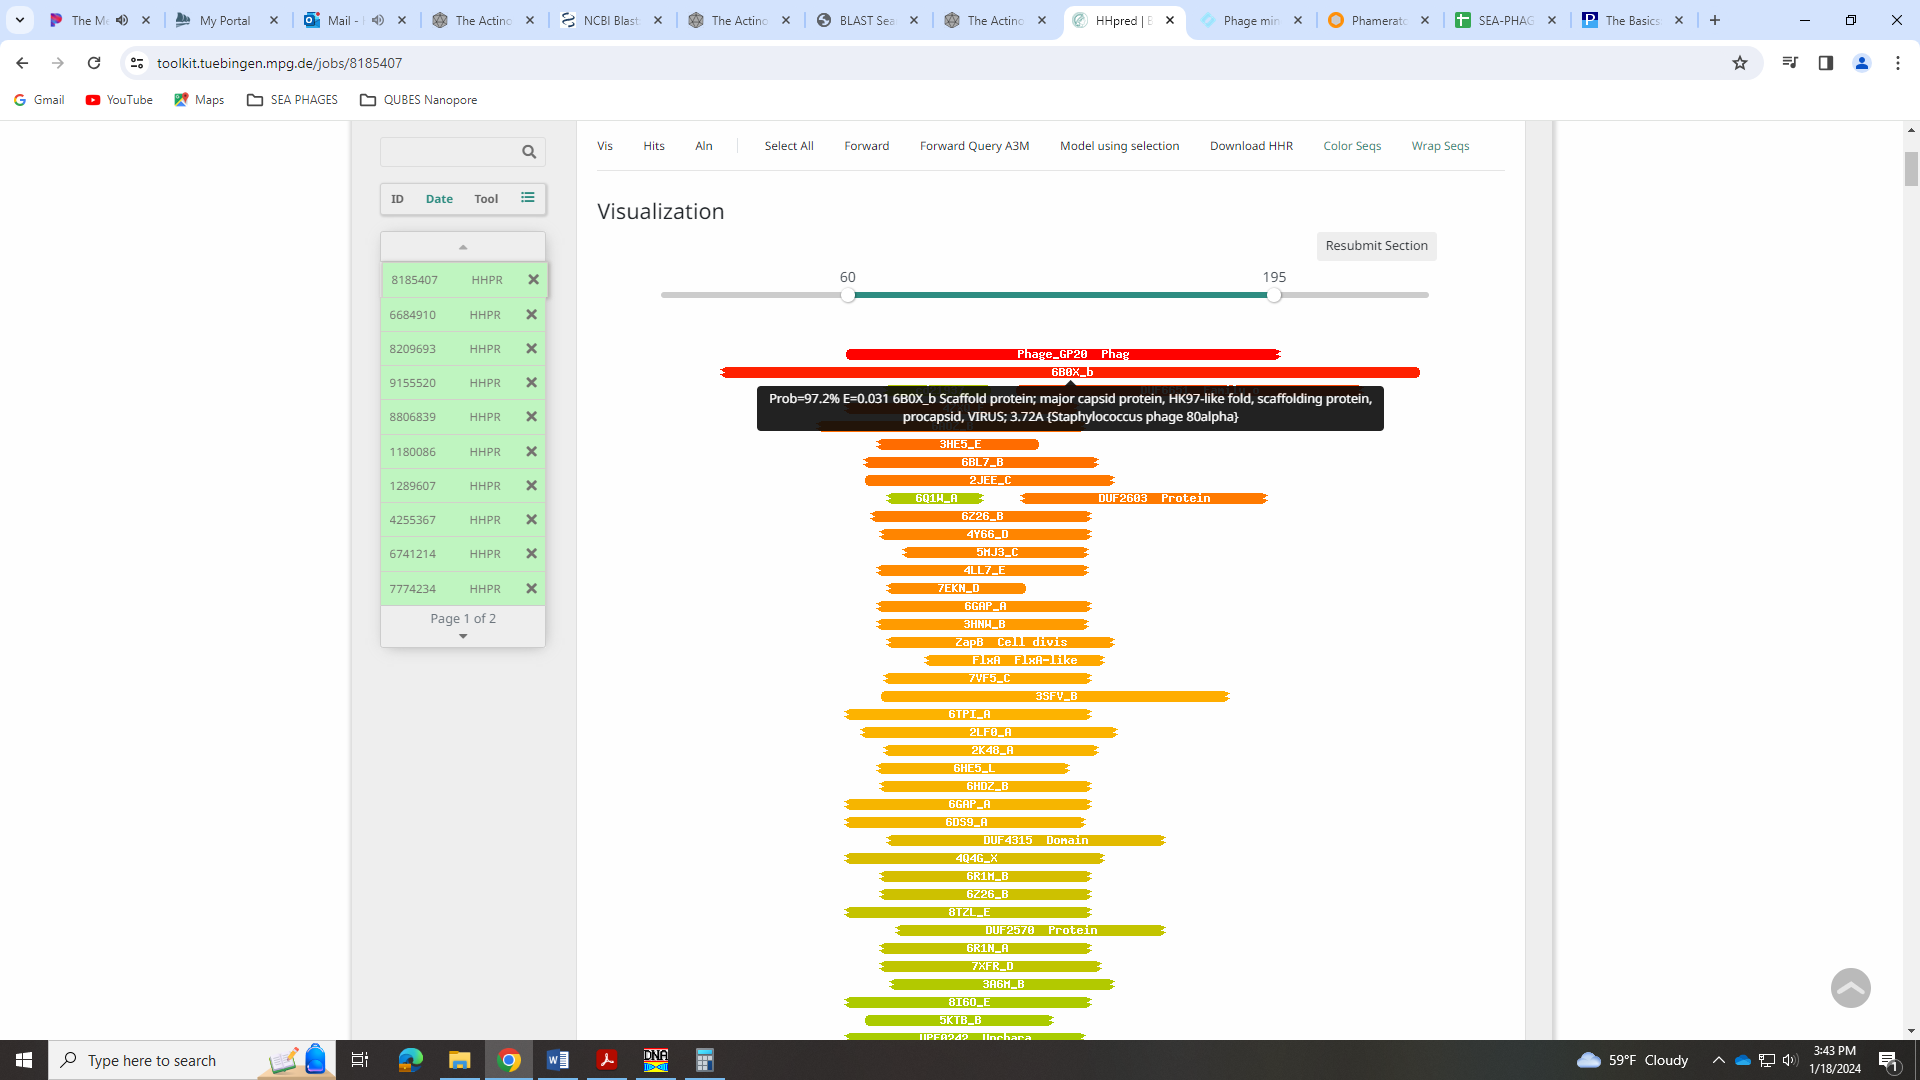 The Me
My Portal
Mail - 
The Actino
NCBI Blast
The Actino
BLAST Sea
The Actino
HHpred | B
Phage min
Phamerato
SEA-PHAG
The Basics
toolkit.tuebingen.mpg.de/jobs/8185407
Gmail
YouTube
Maps
SEA PHAGES
QUBES Nanopore
Vis Hits Aln Select All Forward Forward Query A3M Model using selection Download HHR Color Seqs Wrap Seqs
ID Date Tool
8185407 HHPR
6684910 HHPR
8209693 HHPR
9155520 HHPR
8806839 HHPR
1180086 HHPR
1289607 HHPR
4255367 HHPR
6741214 HHPR
7774234 HHPR
Page 1 of 2
Visualization
Resubmit Section
60 195
Phage_GP20 Phag
6B0X_b
Prob=97.2% E=0.031 6B0X_b Scaffold protein; major capsid protein, HK97-like fold, scaffolding protein,
procapsid, VIRUS; 3.72A {Staphylococcus phage 80alpha}
3HE5_E
6BL7_B
2JEE_C
6Q1W_A DUF2603 Protein
6Z26_B
4Y66_D
5MJ3_C
4LL7_E
7EKN_D
6GAP_A
3HNW_B
ZapB Cell divis
FlxA FlxA-like
7VF5_C
3SFV_B
6TPI_A
2LF0_A
2K48_A
6HE5_L
6HDZ_B
6GAP_A
6DS9_A
DUF4315 Domain
4Q4G_X
6R1M_B
6Z26_B
8TZL_E
DUF2570 Protein
6R1N_A
7XFR_D
3A6M_B
8I6O_E
5KTB_B
UPF0242 Unchara
Type here to search
DNA
59°F Cloudy
3:43 PM
1/18/2024
1